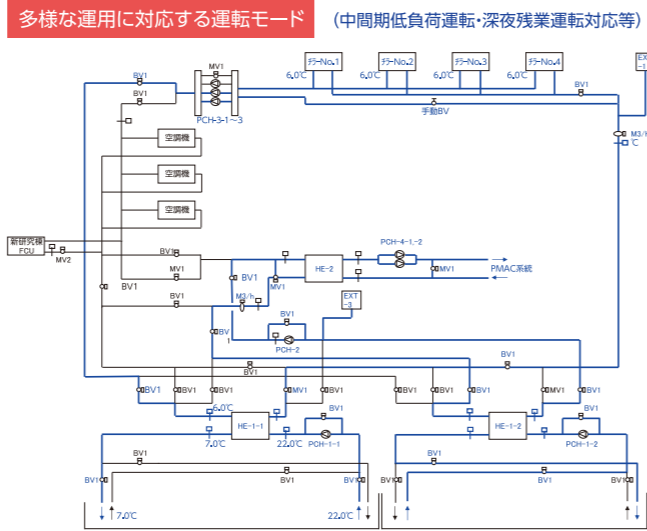 多様な運用に対応する運転モード (中間期低負荷運転・深夜残業運転対応等)
チラーNo.1 チラーNo.2 チラーNo.3 チラーNo.4
EXT
-1
BV1 MV1 6.0℃ 6.0℃ 6.0℃ 6.0℃ BV1
BV1
PCH-3-1～3 手動BV
空調機 M3/h
℃
空調機
空調機
新研究棟
FCU
MV2
BV1 PCH-4-1,-2
HE-2
MV1 BV1 MV1 MV1 PMAC系統
BV1
BV1 M3/h EXT
-3
BV1
BV
1
PCH-2
BV1
BV1
BV1 BV1 BV1 MV1 BV1 BV1 BV1 BV1 MV1 BV1
6.0℃
BV1 BV1
HE-1-1 HE-1-2
7.0℃ 22.0℃ PCH-1-1 PCH-1-2
BV1 BV1
BV1 BV1 BV1 BV1
BV1 BV1
7.0℃ 22.0℃